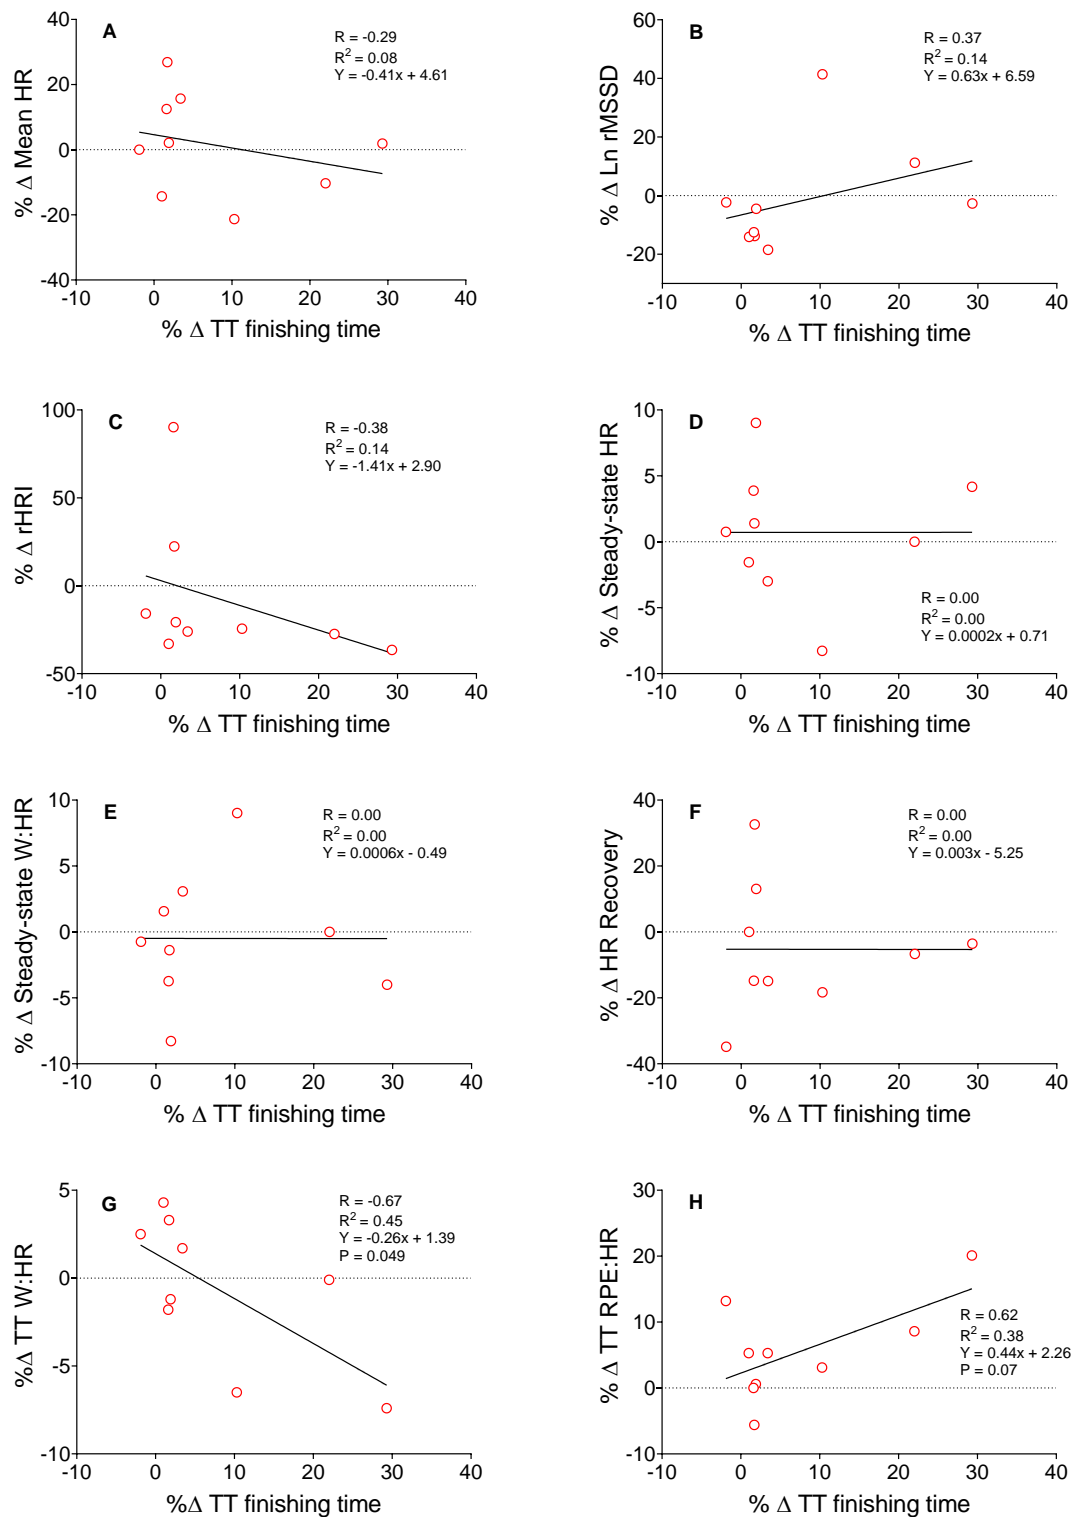 A
R = -0.29
R² = 0.08
Y = -0.41x + 4.61
% Δ Mean HR
40
20
0
-20
-40
-10 0 10 20 30 40
% Δ TT finishing time
B
R = 0.37
R² = 0.14
Y = 0.63x + 6.59
% Δ Ln rMSSD
60
40
20
0
-20
-10 0 10 20 30 40
% Δ TT finishing time
C
R = -0.38
R² = 0.14
Y = -1.41x + 2.90
% Δ rHRI
100
50
0
-50
-10 0 10 20 30 40
% Δ TT finishing time
D
R = 0.00
R² = 0.00
Y = 0.0002x + 0.71
% Δ Steady-state HR
10
5
0
-5
-10
-10 0 10 20 30 40
% Δ TT finishing time
E
R = 0.00
R² = 0.00
Y = 0.0006x - 0.49
% Δ Steady-state W:HR
10
5
0
-5
-10
-10 0 10 20 30 40
% Δ TT finishing time
F
R = 0.00
R² = 0.00
Y = 0.003x - 5.25
% Δ HR Recovery
40
20
0
-20
-40
-10 0 10 20 30 40
% Δ TT finishing time
G
R = -0.67
R² = 0.45
Y = -0.26x + 1.39
P = 0.049
%Δ TT W:HR
5
0
-5
-10
-10 0 10 20 30 40
%Δ TT finishing time
H
R = 0.62
R² = 0.38
Y = 0.44x + 2.26
P = 0.07
% Δ TT RPE:HR
30
20
10
0
-10
-10 0 10 20 30 40
% Δ TT finishing time